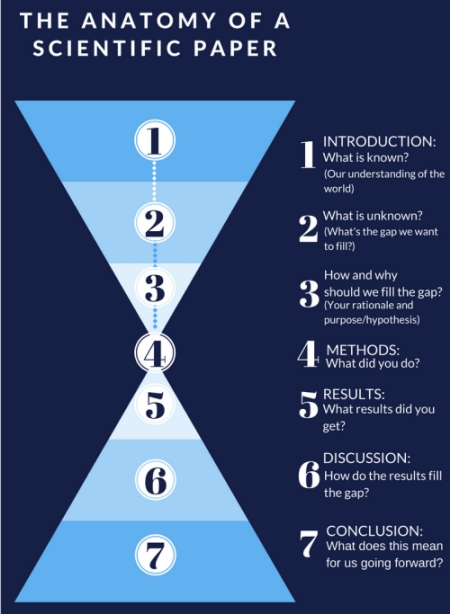 THE ANATOMY OF A
SCIENTIFIC PAPER
1
2
3
4
5
6
7
1 INTRODUCTION:
What is known?
(Our understanding of the
world)
2 What is unknown?
(What's the gap we want
to fill?)
3 How and why
should we fill the gap?
(Your rationale and
purpose/hypothesis)
4 METHODS:
What did you do?
5 RESULTS:
What results did you
get?
6 DISCUSSION:
How do the results fill
the gap?
7 CONCLUSION:
What does this mean
for us going forward?